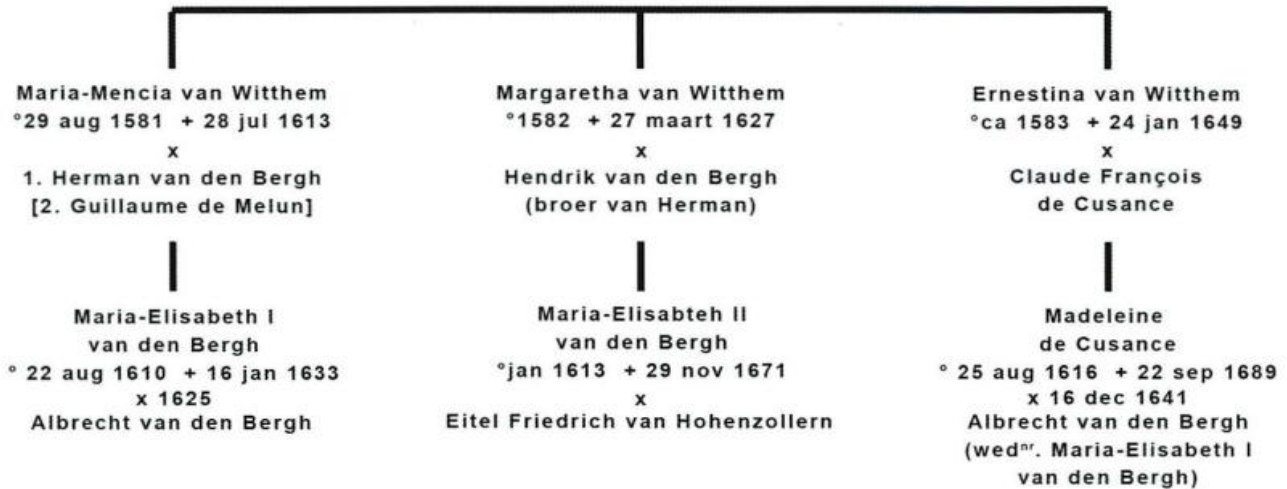 Maria-Mencia van Witthem
°29 aug 1581 + 28 jul 1613
x
1. Herman van den Bergh
[2. Guillaume de Melun]
Margaretha van Witthem
°1582 + 27 maart 1627
x
Hendrik van den Bergh
(broer van Herman)
Ernestina van Witthem
°ca 1583 + 24 jan 1649
x
Claude François
de Cusance
Maria-Elisabeth I
van den Bergh
° 22 aug 1610 + 16 jan 1633
x 1625
Albrecht van den Bergh
Maria-Elisabteh II
van den Bergh
°jan 1613 + 29 nov 1671
x
Eitel Friedrich van Hohenzollern
Madeleine
de Cusance
° 25 aug 1616 + 22 sep 1689
x 16 dec 1641
Albrecht van den Bergh
(wedⁿʳ. Maria-Elisabeth I
van den Bergh)